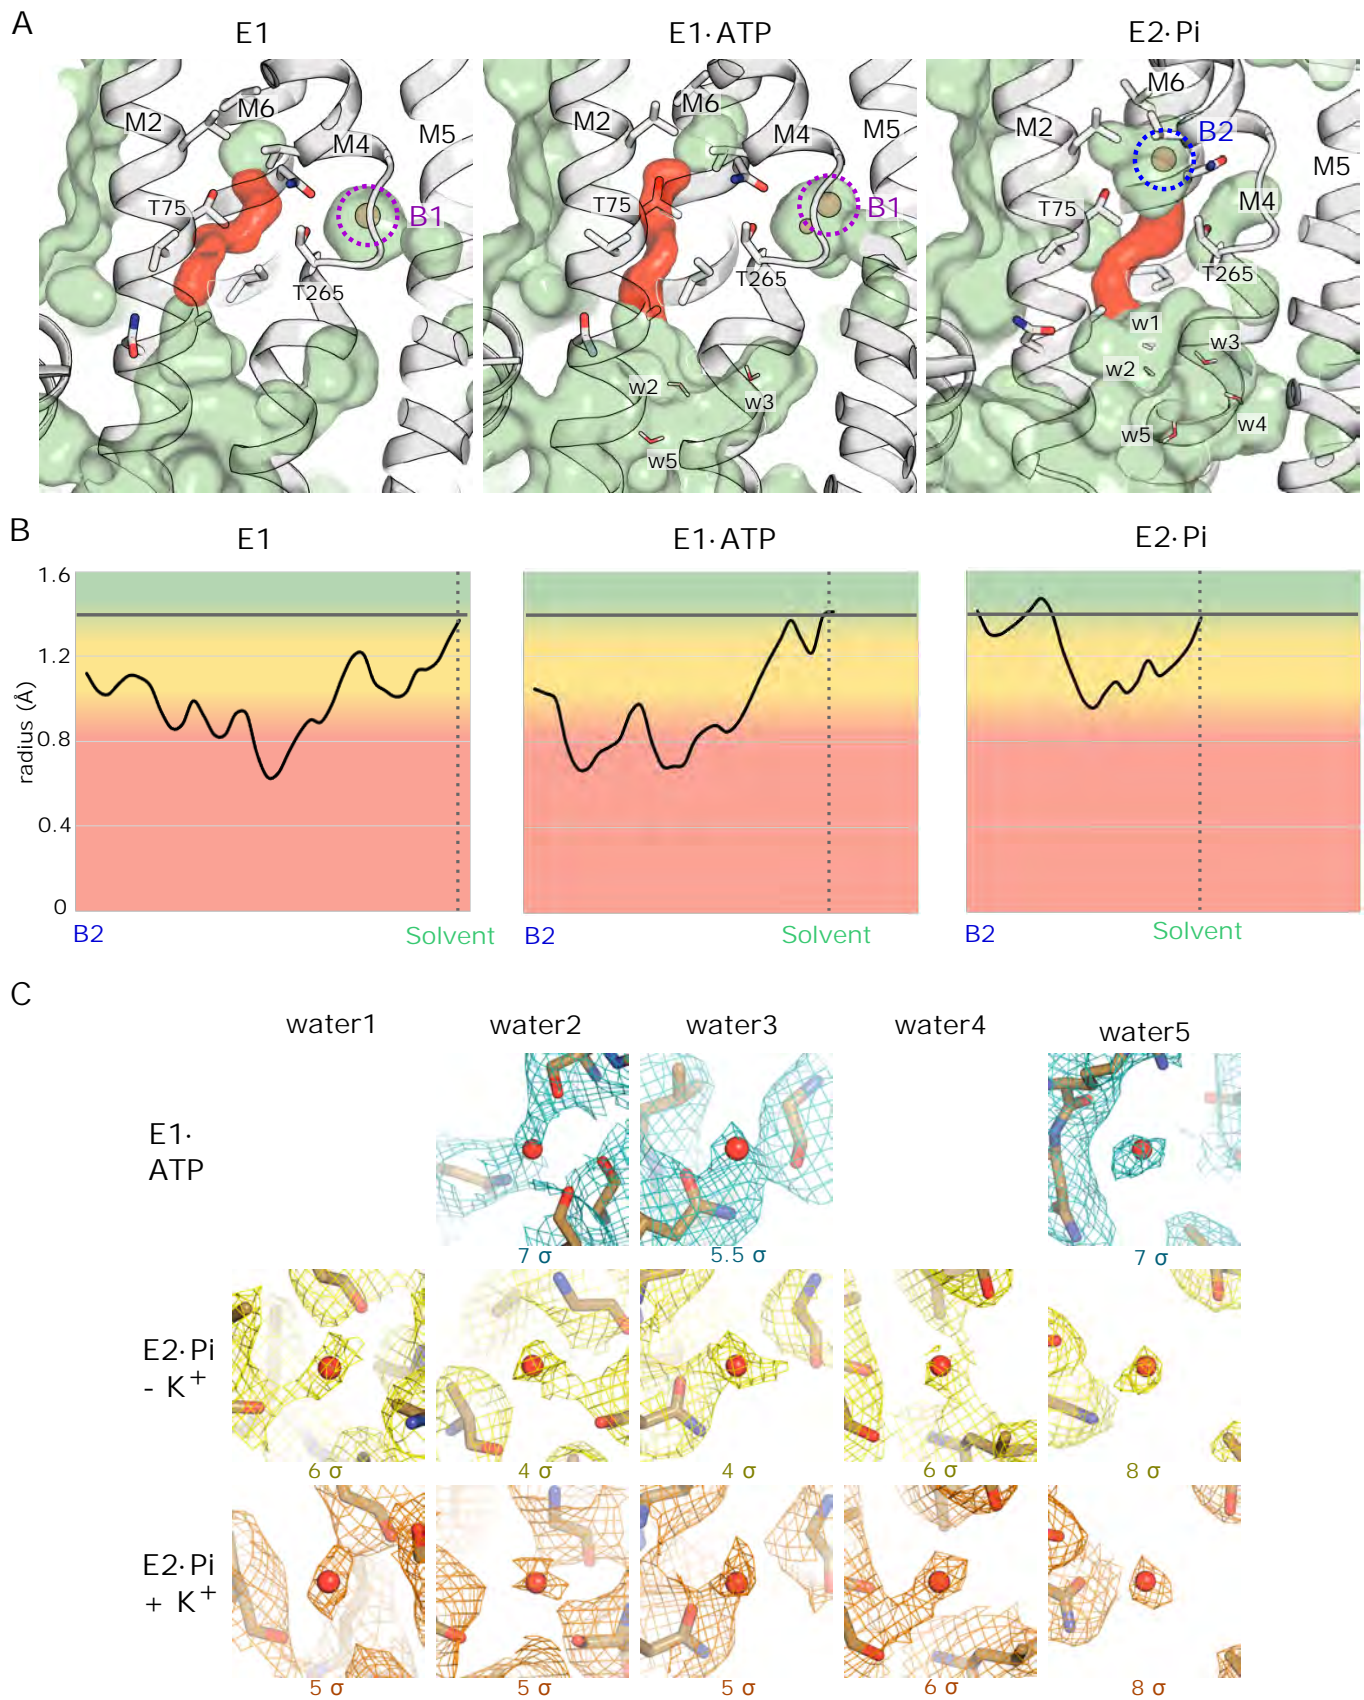 A
E1
E1·ATP
E2·Pi
M2
M6
M4
M5
T75
B1
T265
M2
M6
M4
M5
T75
B1
T265
w2
w3
w5
M6
M2
B2
M5
T75
M4
T265
w1
w3
w2
w4
w5
B
E1
E1·ATP
E2·Pi
radius (Å)
1.6
1.2
0.8
0.4
0
B2
Solvent
B2
Solvent
B2
Solvent
C
water1
water2
water3
water4
water5
E1·
ATP
7 σ
5.5 σ
7 σ
E2·Pi
- K⁺
6 σ
4 σ
4 σ
6 σ
8 σ
E2·Pi
+ K⁺
5 σ
5 σ
5 σ
6 σ
8 σ